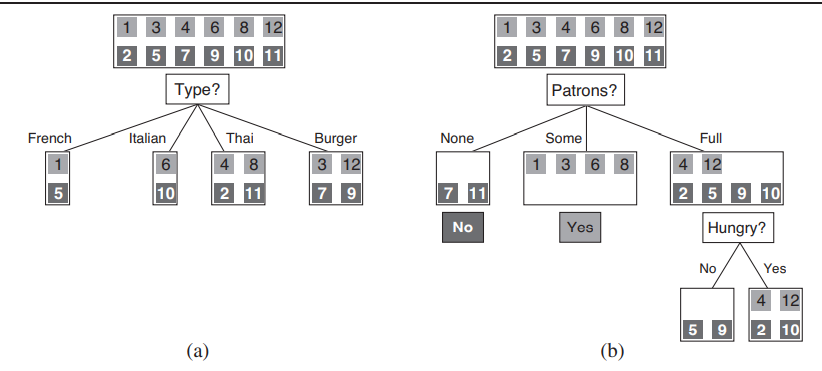 1 3 4 6 8 12
2 5 7 9 10 11
Type?
French Italian Thai Burger
1 6 4 8 3 12
5 10 2 11 7 9
(a)
1 3 4 6 8 12
2 5 7 9 10 11
Patrons?
None Some Full
1 3 6 8 4 12
7 11 2 5 9 10
No Yes Hungry?
No Yes
4 12
5 9 2 10
(b)